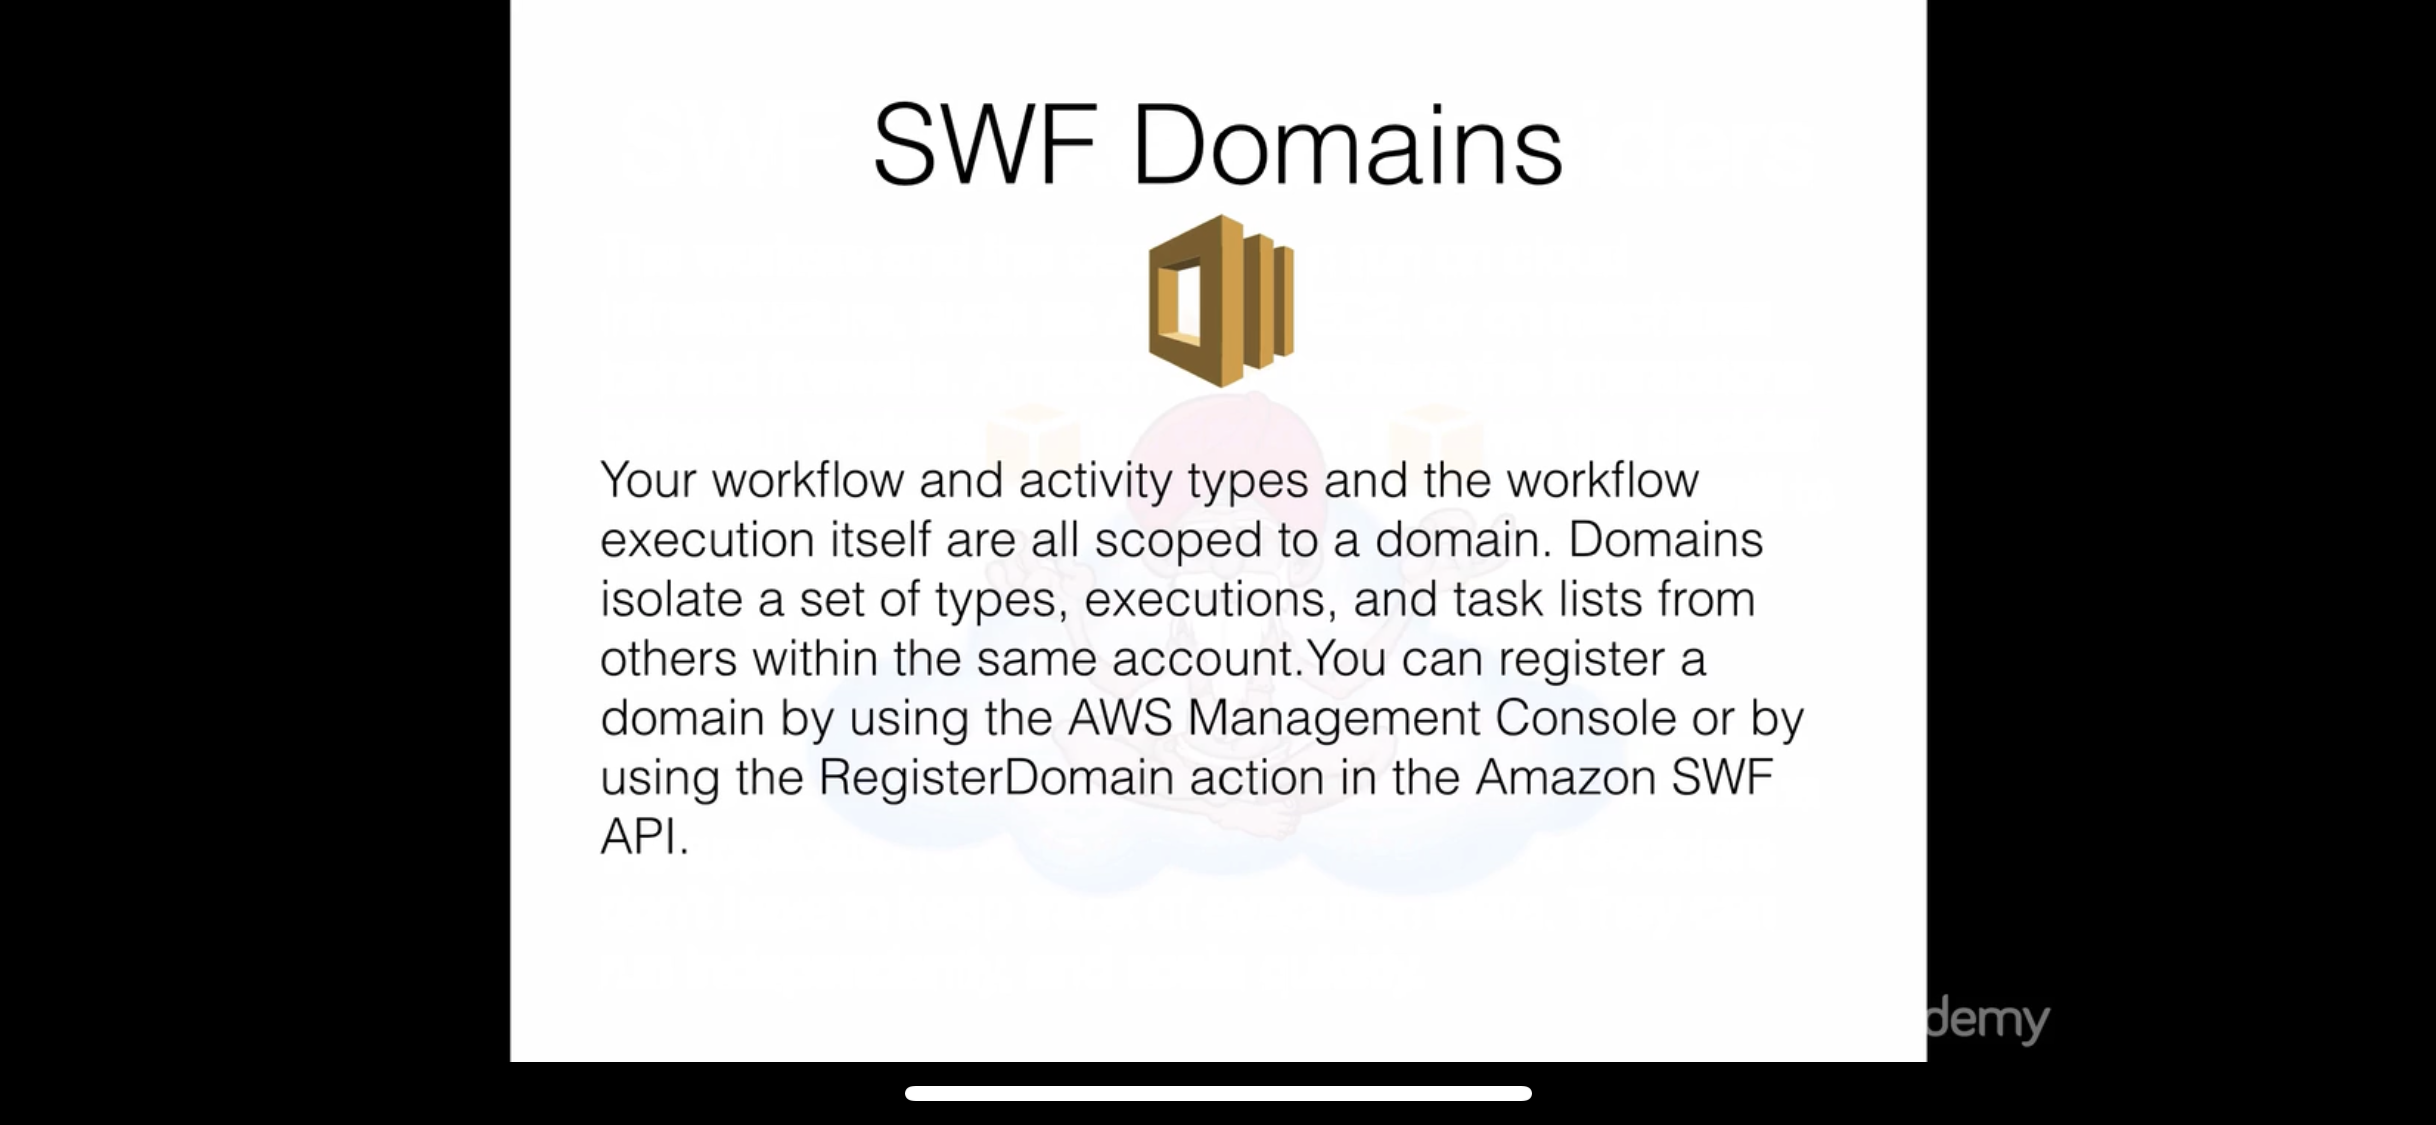 SWF Domains
Your workflow and activity types and the workflow
execution itself are all scoped to a domain. Domains
isolate a set of types, executions, and task lists from
others within the same account.You can register a
domain by using the AWS Management Console or by
using the RegisterDomain action in the Amazon SWF
API.
demy